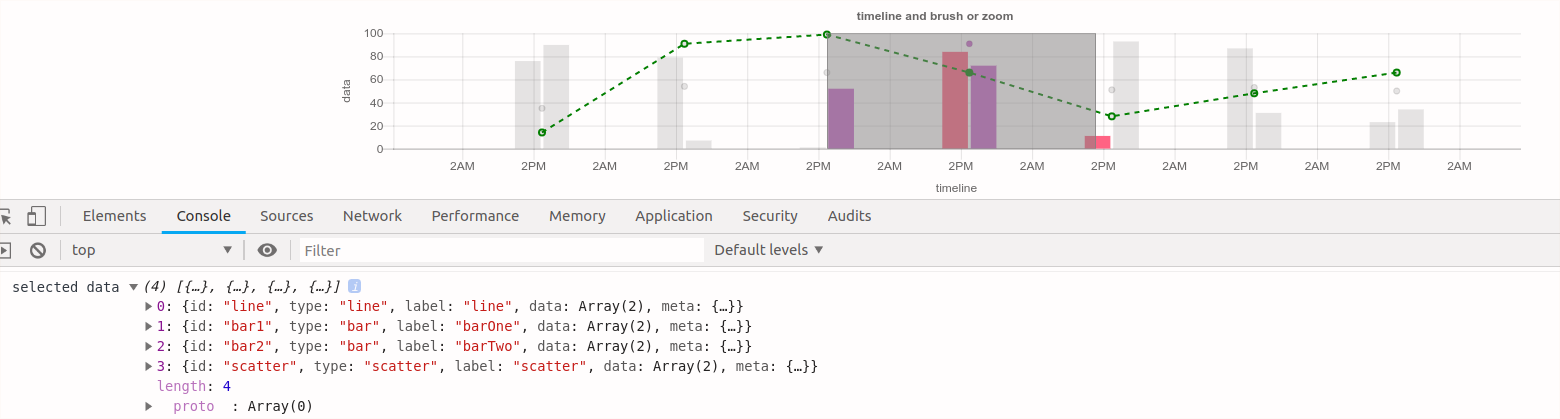 timeline and brush or zoom
100
80
60
40
20
0
data
2AM 2PM 2AM 2PM 2AM 2PM 2AM 2PM 2AM 2PM 2AM 2PM 2AM 2PM 2AM
timeline
Elements Console Sources Network Performance Memory Application Security Audits
top Filter Default levels
selected data (4) [{…}, {…}, {…}, {…}] i
0: {id: "line", type: "line", label: "line", data: Array(2), meta: {…}}
1: {id: "bar1", type: "bar", label: "barOne", data: Array(2), meta: {…}}
2: {id: "bar2", type: "bar", label: "barTwo", data: Array(2), meta: {…}}
3: {id: "scatter", type: "scatter", label: "scatter", data: Array(2), meta: {…}}
length: 4
proto : Array(0)